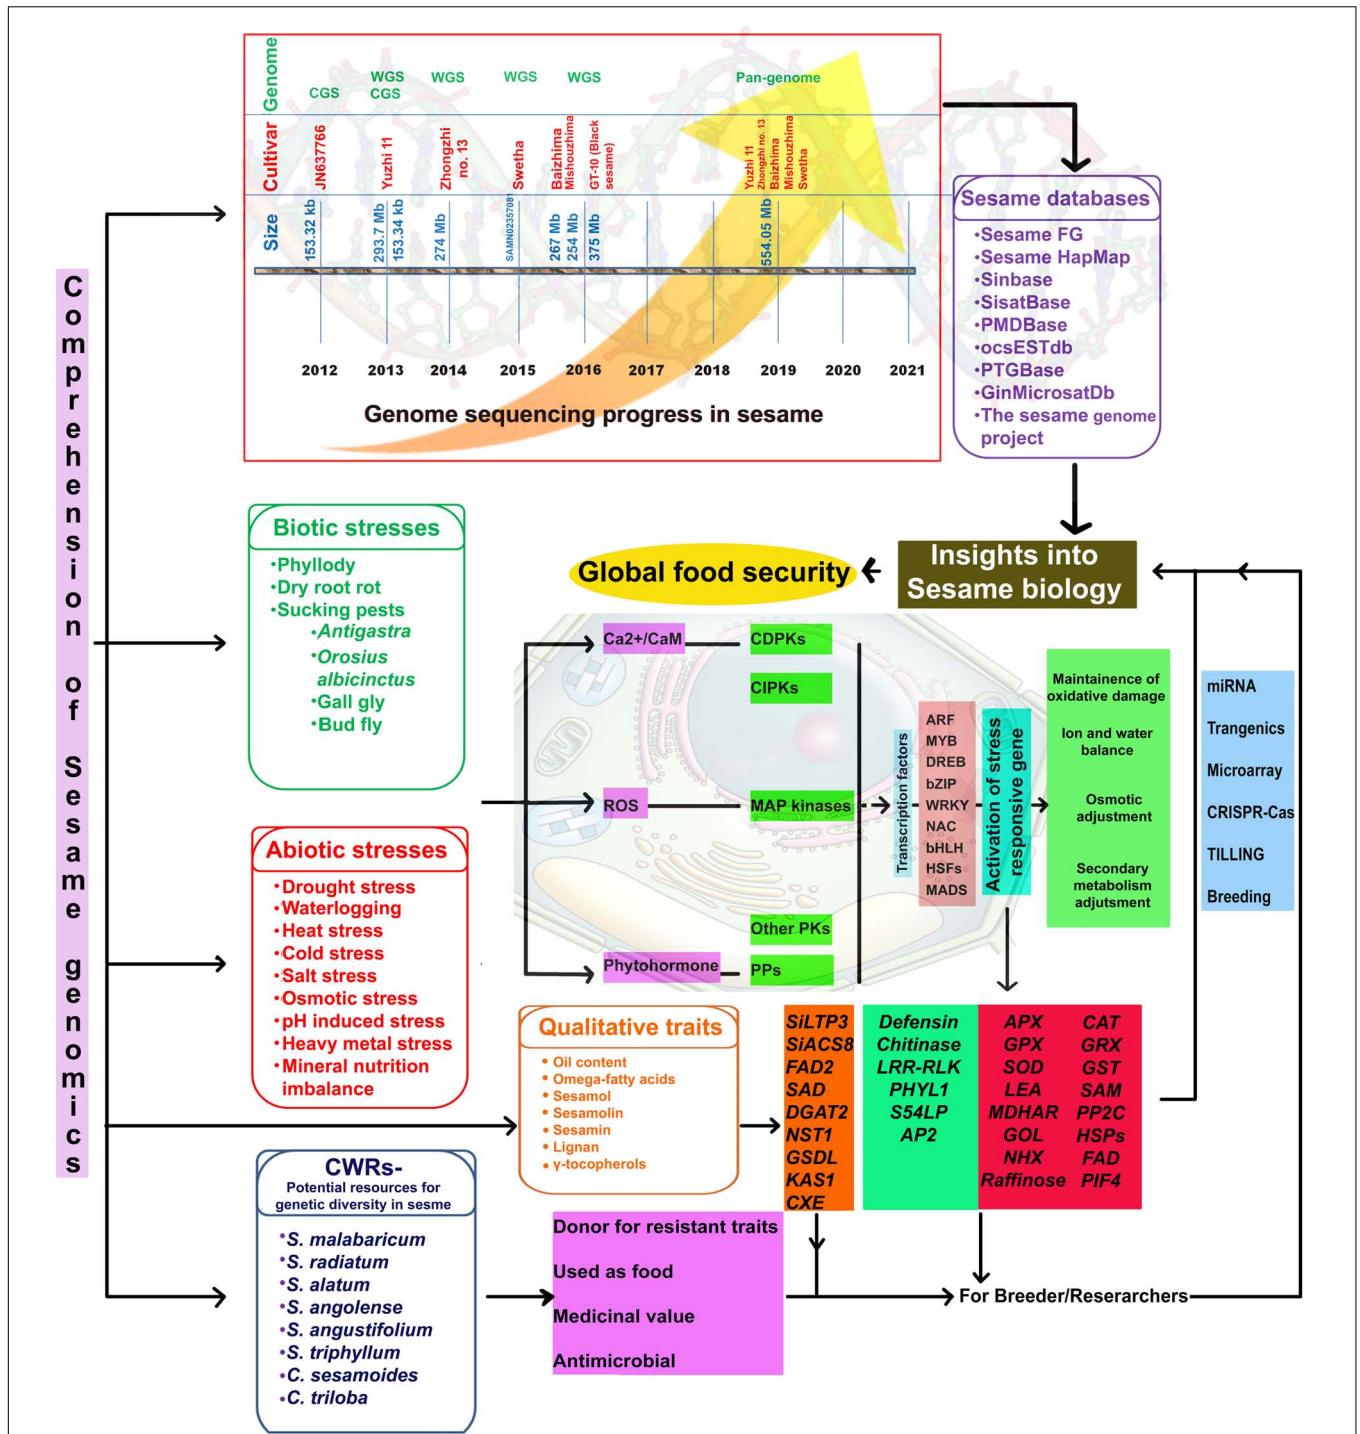 Comprehension of Sesame genomics
Genome
CGS
WGS
CGS
WGS
WGS
WGS
Pan-genome
Cultivar
JN637766
Yuzhi 11
Zhongzhi
no. 13
Swetha
Baizhima
Mishouzhima
GT-10 (Black
sesame)
Yuzhi 11
Zhongzhi no. 13
Baizhima
Mishouzhima
Swetha
Size
153.32 kb
293.7 Mb
153.34 kb
274 Mb
SAMN02357081
267 Mb
254 Mb
375 Mb
554.05 Mb
2012 2013 2014 2015 2016 2017 2018 2019 2020 2021
Genome sequencing progress in sesame
Sesame databases
•Sesame FG
•Sesame HapMap
•Sinbase
•SisatBase
•PMDBase
•ocsESTdb
•PTGBase
•GinMicrosatDb
•The sesame genome
project
Insights into
Sesame biology
Global food security
Biotic stresses
•Phyllody
•Dry root rot
•Sucking pests
•Antigastra
•Orosius
albicinctus
•Gall gly
•Bud fly
Abiotic stresses
•Drought stress
•Waterlogging
•Heat stress
•Cold stress
•Salt stress
•Osmotic stress
•pH induced stress
•Heavy metal stress
•Mineral nutrition
imbalance
Ca2+/CaM
ROS
Phytohormone
CDPKs
CIPKs
MAP kinases
Other PKs
PPs
Transcription factors
ARF
MYB
DREB
bZIP
WRKY
NAC
bHLH
HSFs
MADS
Activation of stress
responsive gene
Maintainence of
oxidative damage
Ion and water
balance
Osmotic
adjustment
Secondary
metabolism
adjutsment
miRNA
Trangenics
Microarray
CRISPR-Cas
TILLING
Breeding
Qualitative traits
• Oil content
• Omega-fatty acids
• Sesamol
• Sesamolin
• Sesamin
• Lignan
• γ-tocopherols
SiLTP3
SiACS8
FAD2
SAD
DGAT2
NST1
GSDL
KAS1
CXE
Defensin
Chitinase
LRR-RLK
PHYL1
S54LP
AP2
APX
GPX
SOD
LEA
MDHAR
GOL
NHX
Raffinose
CAT
GRX
GST
SAM
PP2C
HSPs
FAD
PIF4
CWRs-
Potential resources for
genetic diversity in sesme
•S. malabaricum
•S. radiatum
•S. alatum
•S. angolense
•S. angustifolium
•S. triphyllum
•C. sesamoides
•C. triloba
Donor for resistant traits
Used as food
Medicinal value
Antimicrobial
For Breeder/Reserarchers